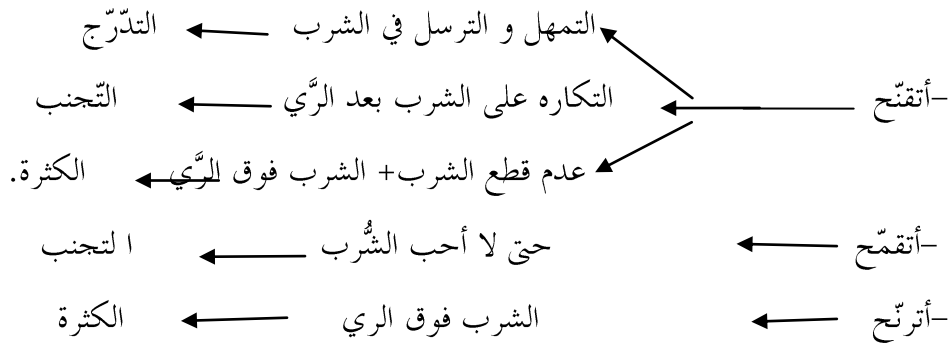 التمهل و الترسل في الشرب التدّرّج
–أتقنّح التكاره على الشرب بعد الرَّي التّجنب
عدم قطع الشرب+ الشرب فوق الرَّي الكثرة.
–أتقمّح حتى لا أحب الشُّرب ا لتجنب
–أترنّح الشرب فوق الري الكثرة